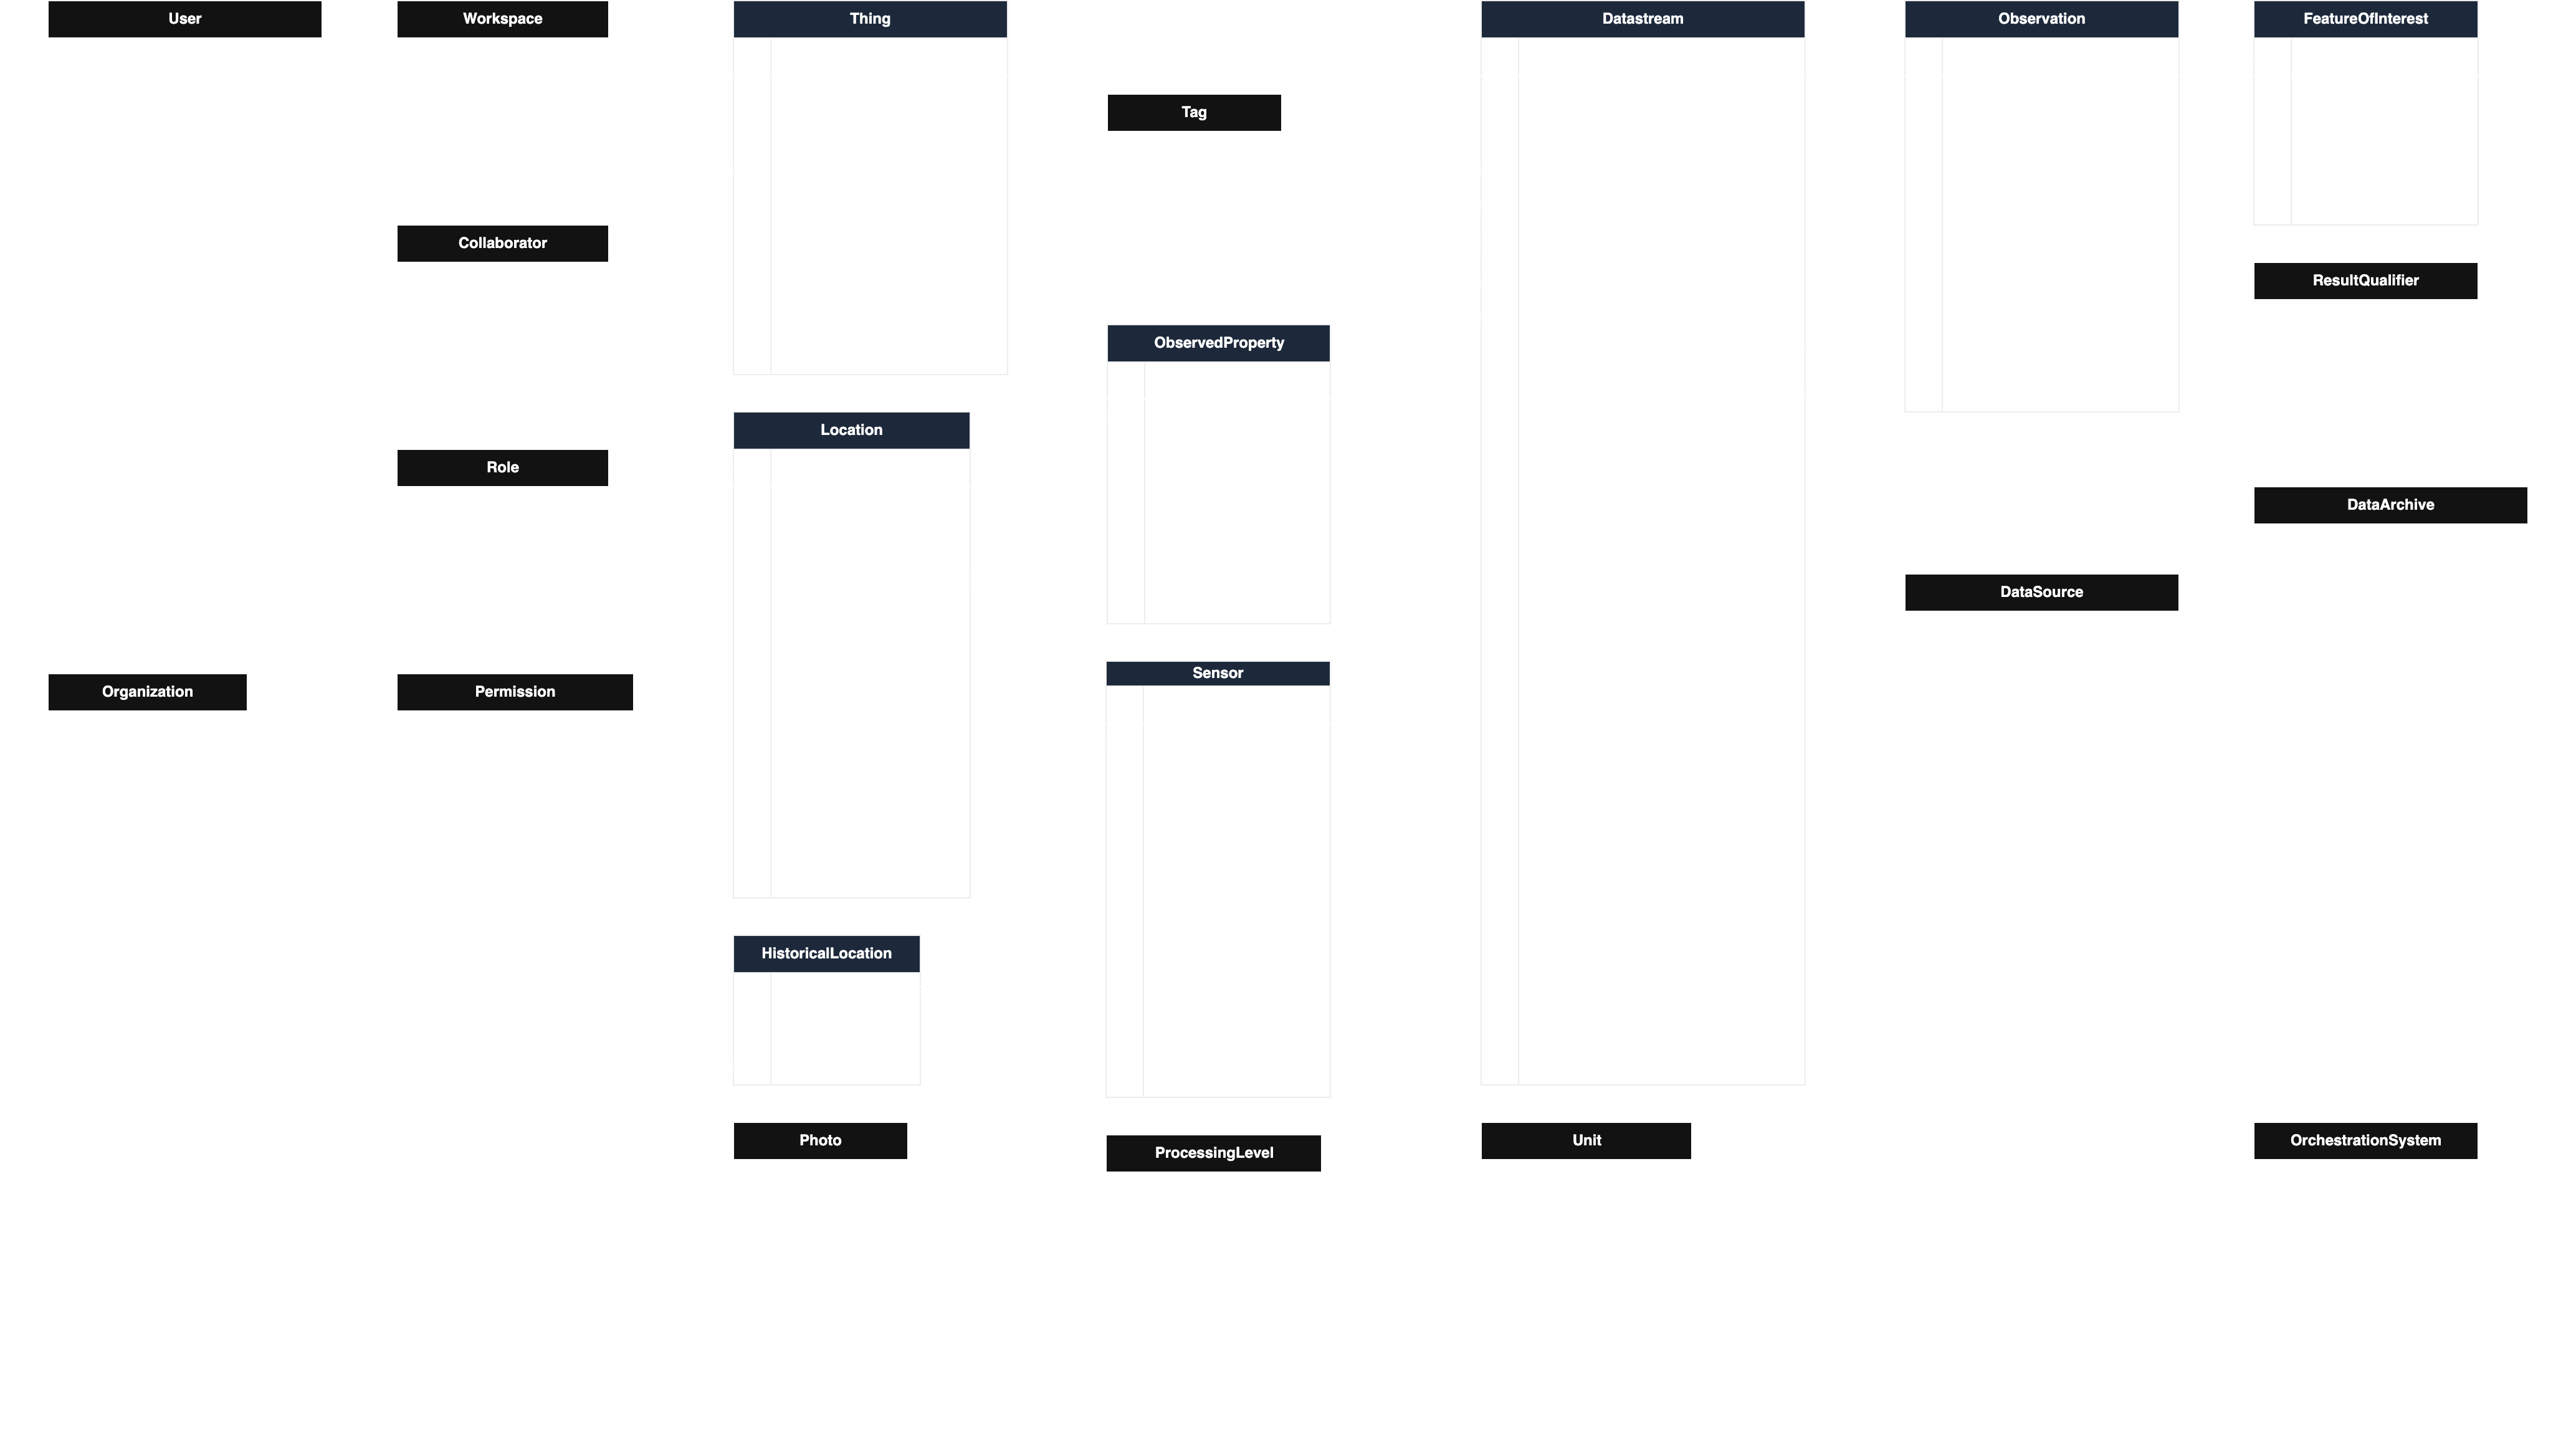 User
Workspace
Thing
Datastream
Observation
FeatureOfInterest
Tag
Collaborator
ResultQualifier
ObservedProperty
Location
Role
DataArchive
DataSource
Sensor
Organization
Permission
HistoricalLocation
Photo
ProcessingLevel
Unit
OrchestrationSystem